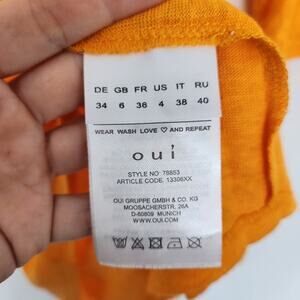 DE GB FR US IT RU
34 6 36 4 38 40
WEAR WASH LOVE ♡ AND REPEAT
oui
STYLE NO 78853
ARTICLE CODE. 13306XX
OUI GRUPPE GMBH & CO. KG
MOOSACHERSTR. 26A
D-80809 MUNICH
WWW.OUI.COM